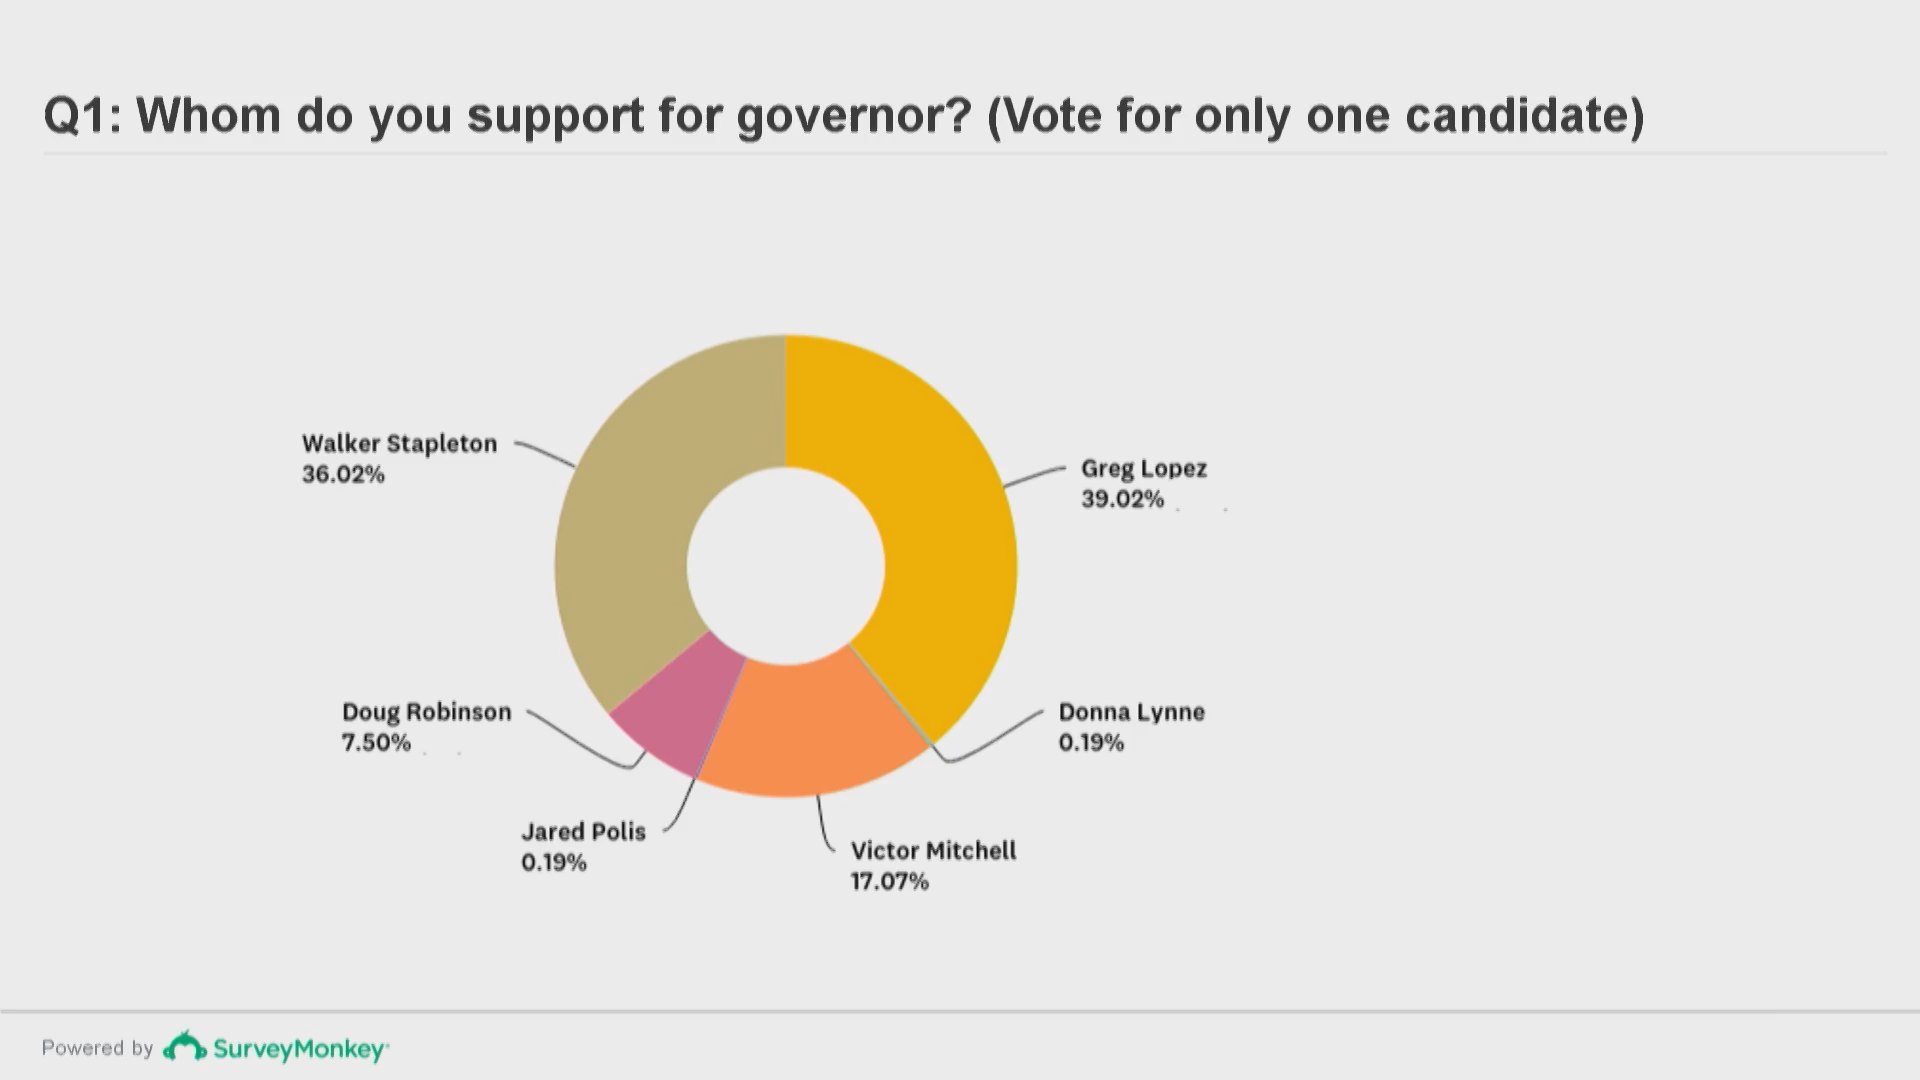 Q1: Whom do you support for governor? (Vote for only one candidate)
Walker Stapleton
36.02%
Greg Lopez
39.02%
Doug Robinson
7.50%
Donna Lynne
0.19%
Jared Polis
0.19%
Victor Mitchell
17.07%
Powered by SurveyMonkey